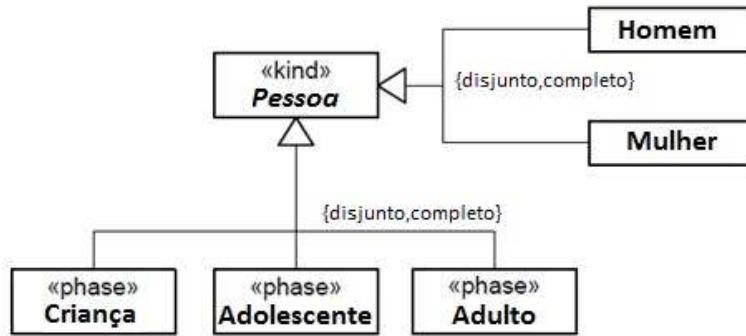 Homem
«kind»
Pessoa
{disjunto,completo}
Mulher
{disjunto,completo}
«phase»
Criança
«phase»
Adolescente
«phase»
Adulto